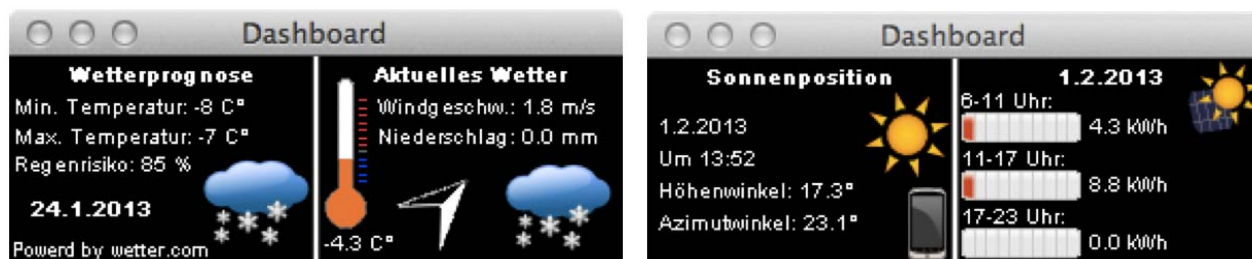 Dashboard
Wetterprognose
Min. Temperatur: -8 C°
Max. Temperatur: -7 C°
Regenrisiko: 85 %
24.1.2013
Powerd by wetter.com
Aktuelles Wetter
Windgeschw.: 1.8 m/s
Niederschlag: 0.0 mm
-4.3 C°
Dashboard
Sonnenposition
1.2.2013
Um 13:52
Höhenwinkel: 17.3°
Azimutwinkel: 23.1°
1.2.2013
6-11 Uhr:
4.3 kWh
11-17 Uhr:
8.8 kWh
17-23 Uhr:
0.0 kWh